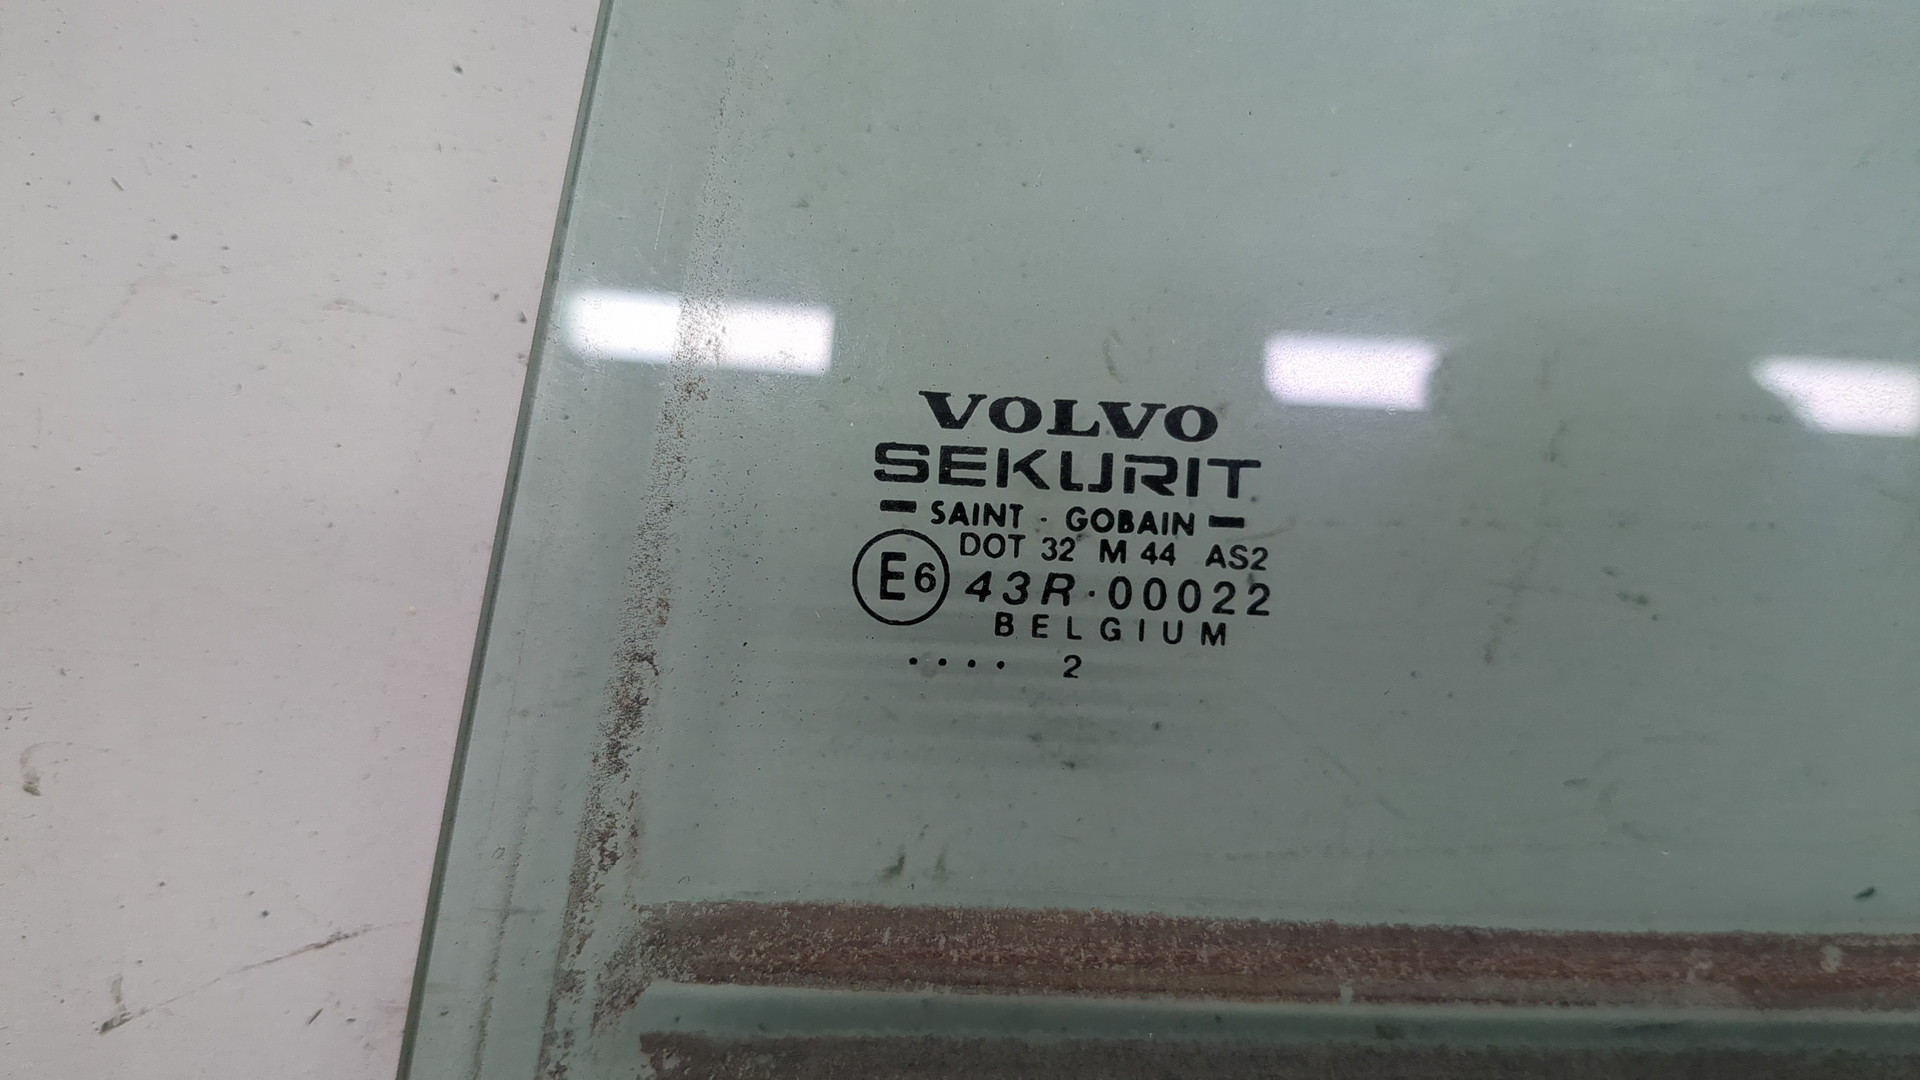 VOLVO
SEKURIT
SAINT - GOBAIN
DOT 32 M 44 AS2
E6 43R·00022
BELGIUM
.... 2